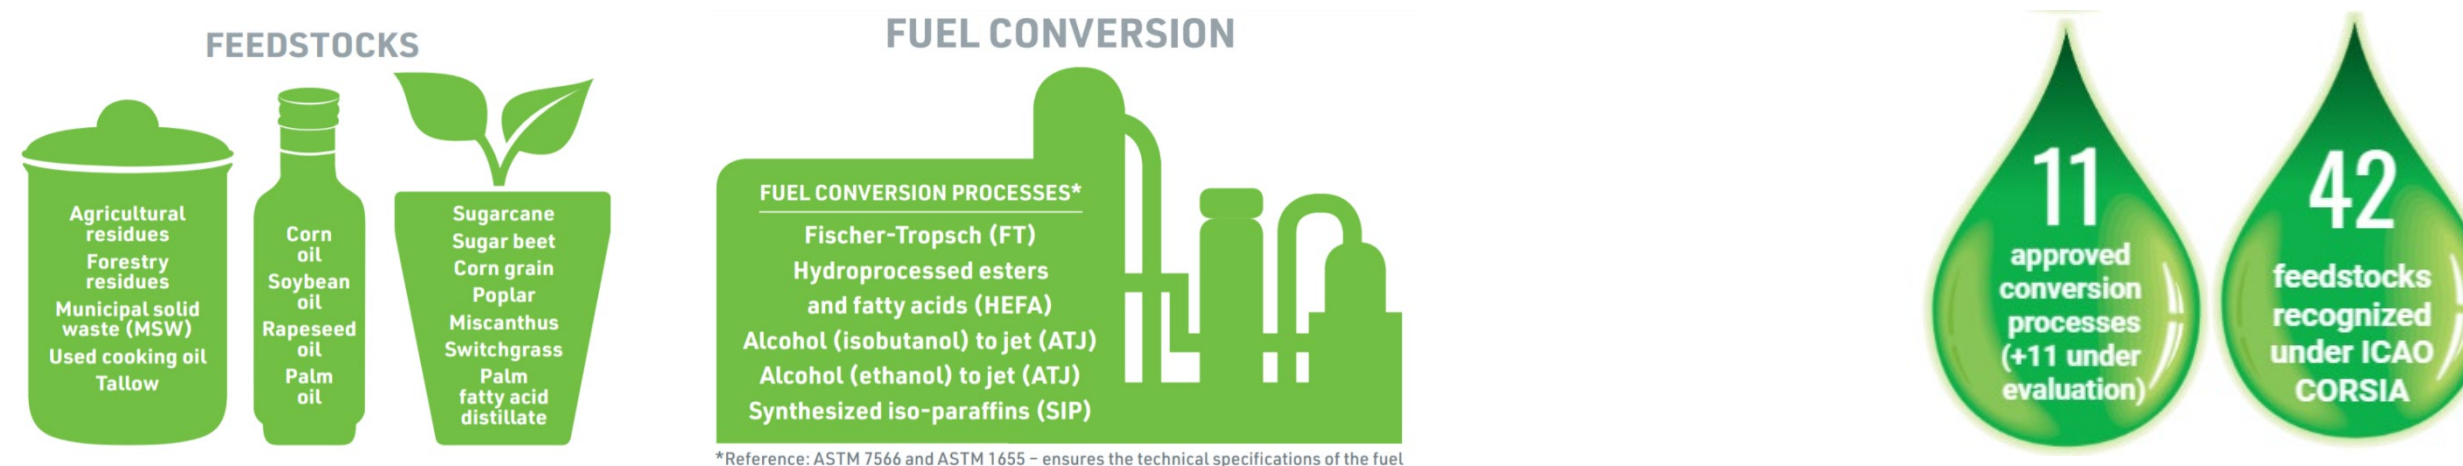 FEEDSTOCKS
Agricultural
residues
Forestry
residues
Municipal solid
waste (MSW)
Used cooking oil
Tallow
Corn
oil
Soybean
oil
Rapeseed
oil
Palm
oil
Sugarcane
Sugar beet
Corn grain
Poplar
Miscanthus
Switchgrass
Palm
fatty acid
distillate
FUEL CONVERSION
FUEL CONVERSION PROCESSES*
Fischer-Tropsch (FT)
Hydroprocessed esters
and fatty acids (HEFA)
Alcohol (isobutanol) to jet (ATJ)
Alcohol (ethanol) to jet (ATJ)
Synthesized iso-paraffins (SIP)
*Reference: ASTM 7566 and ASTM 1655 – ensures the technical specifications of the fuel
11
approved
conversion
processes
(+11 under
evaluation)
42
feedstocks
recognized
under ICAO
CORSIA